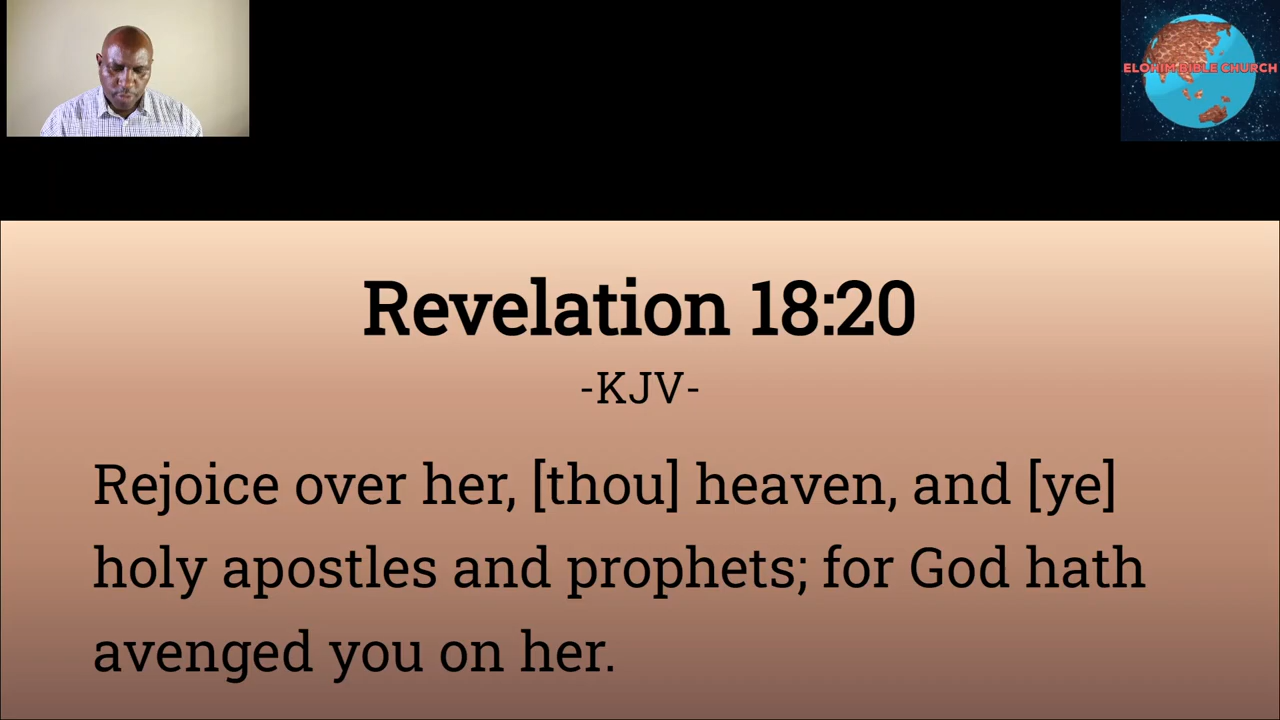 ELOHIM BIBLE CHURCH
Revelation 18:20
-KJV-
Rejoice over her, [thou] heaven, and [ye]
holy apostles and prophets; for God hath
avenged you on her.